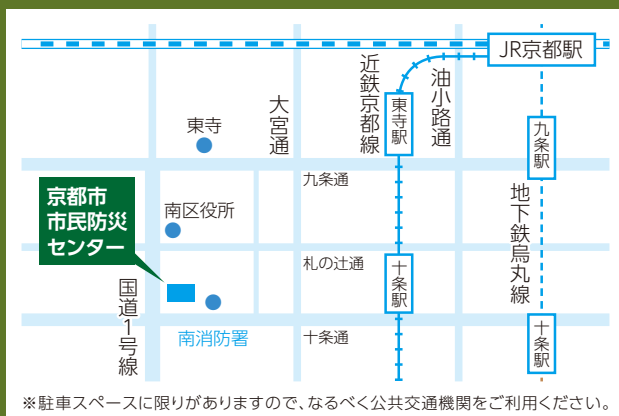 JR京都駅
近鉄京都線
油小路通
大宮通
東寺駅
東寺
九条駅
九条通
京都市
市民防災
センター
南区役所
地下鉄烏丸線
札の辻通
十条駅
国道1号線
南消防署
十条通
十条駅
※駐車スペースに限りがありますので、なるべく公共交通機関をご利用ください。